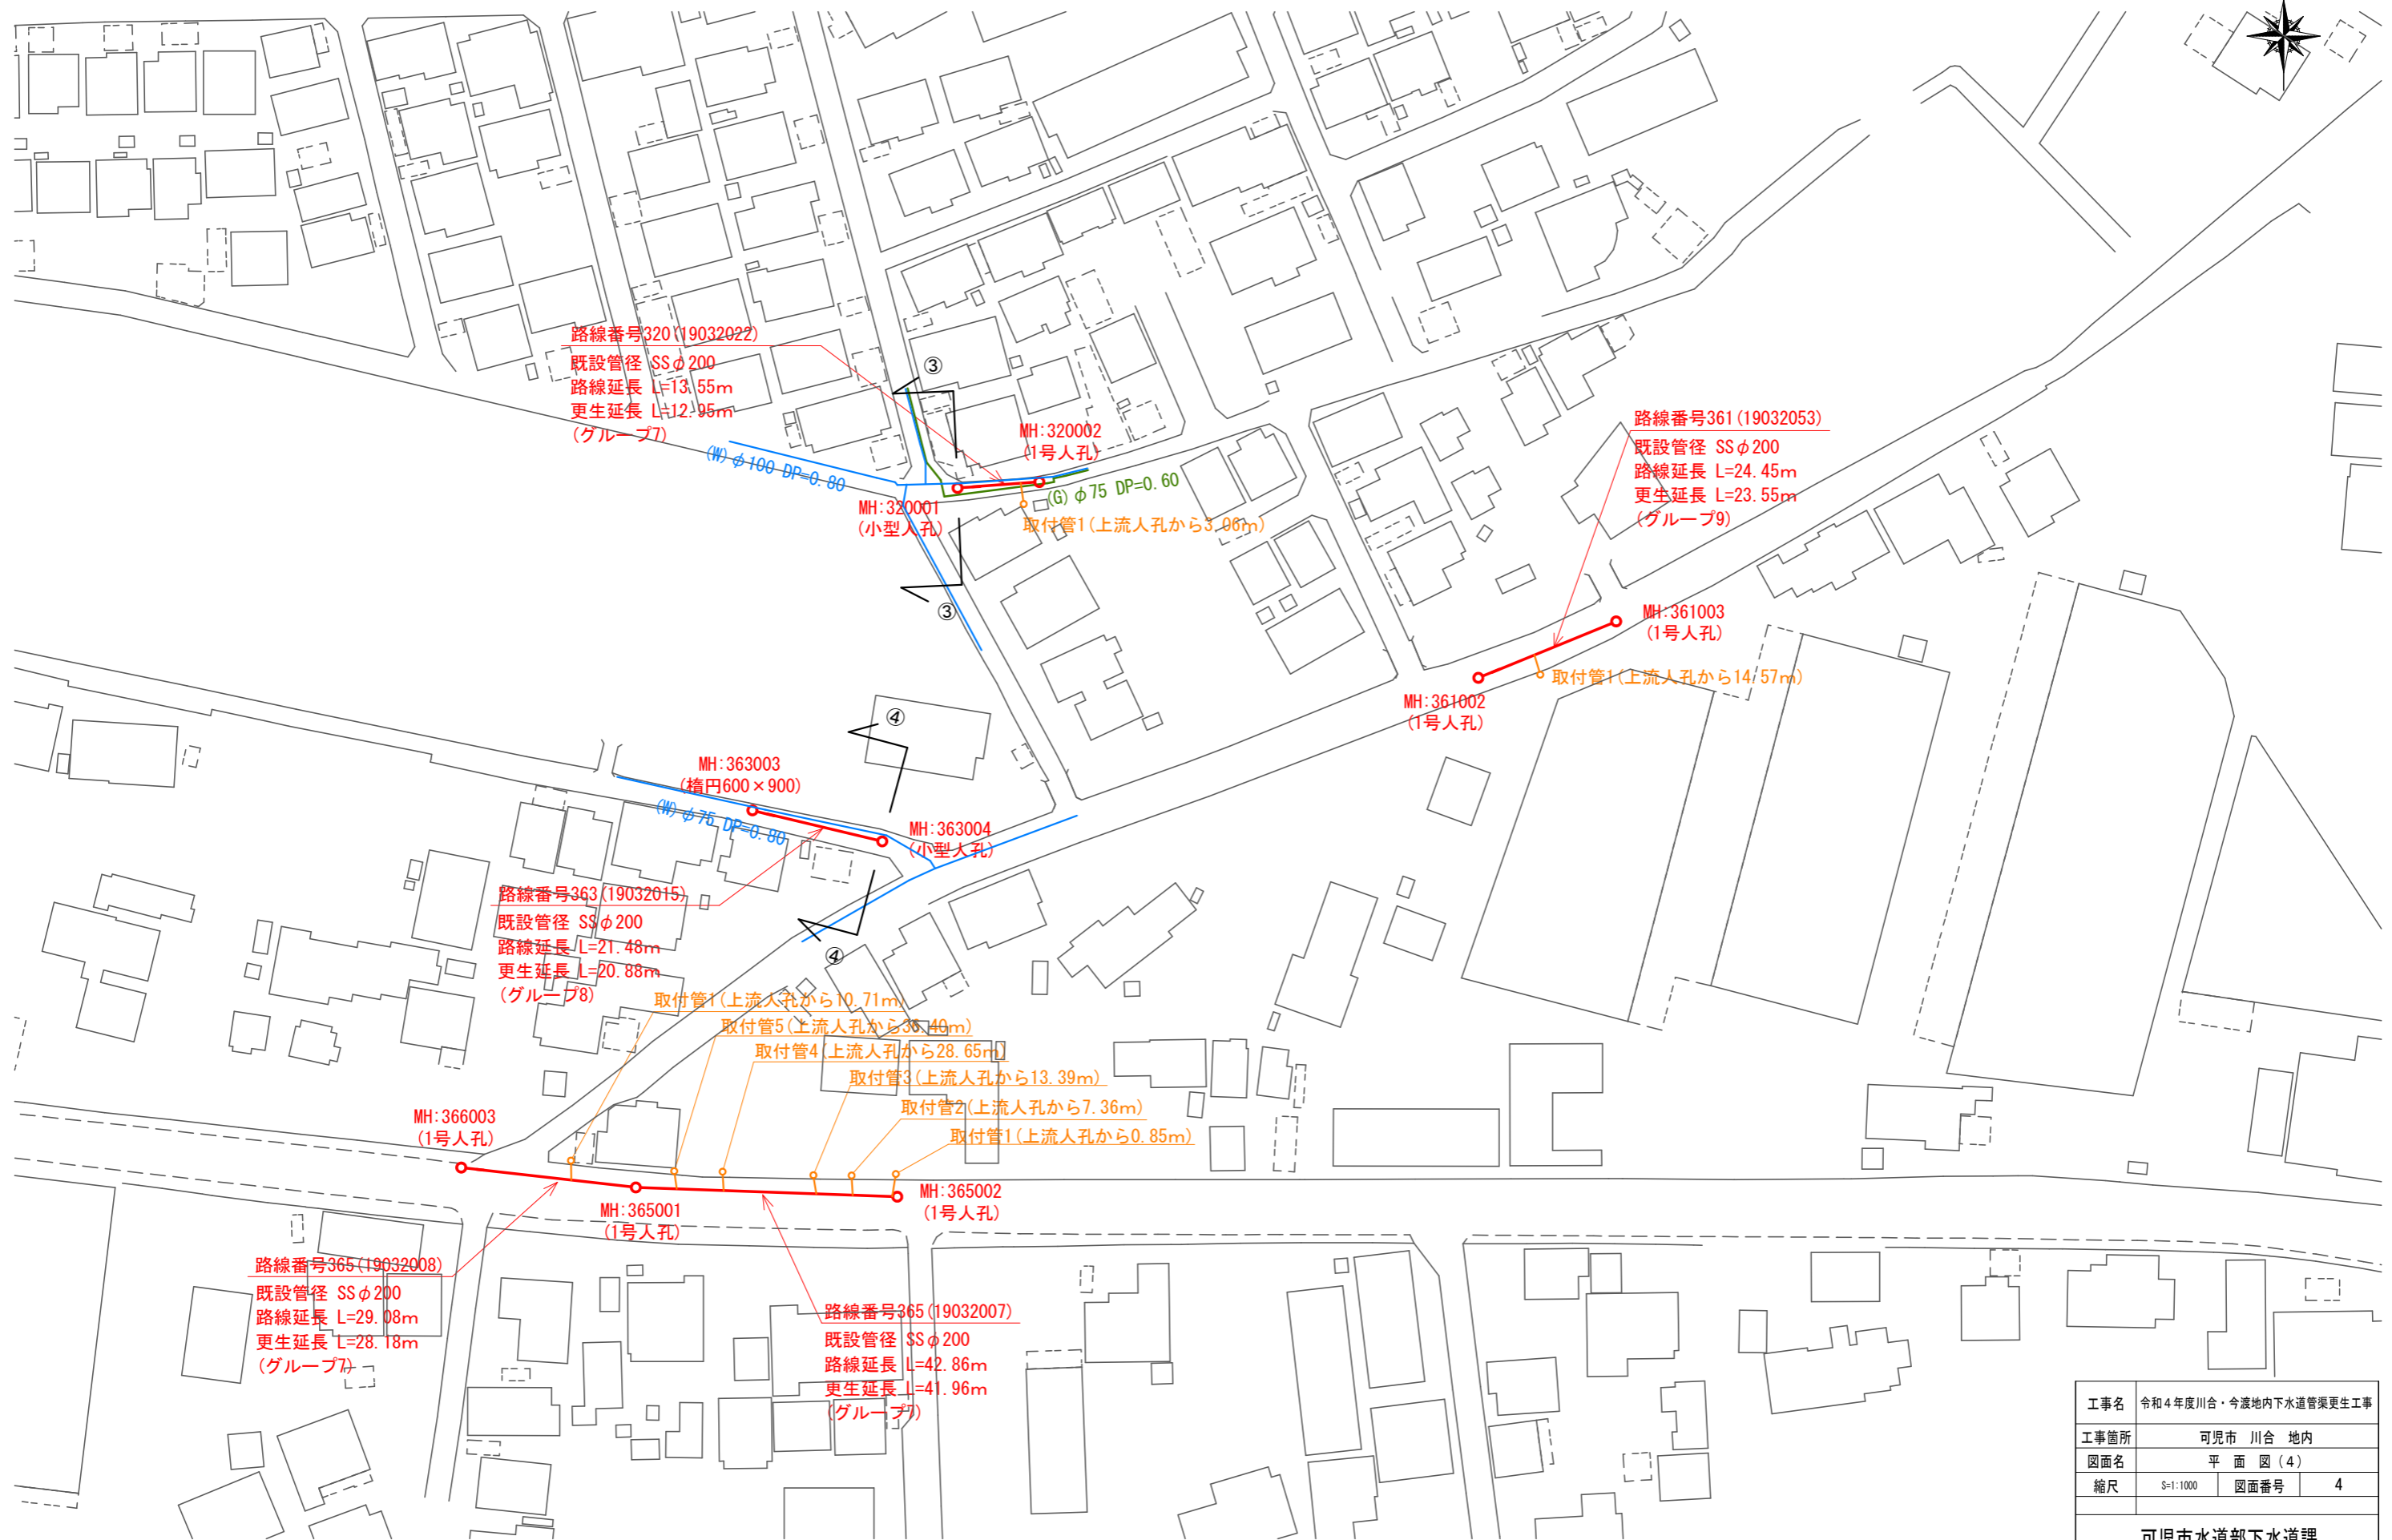 路線番号320(19032022)
既設管径 SSφ200
路線延長 L=13.55m
更生延長 L=12.95m
(グループ7)
③
MH:320002
(1号人孔)
(W)φ100 DP=0.80
(G)φ75 DP=0.60
MH:320001
(小型人孔)
取付管1(上流人孔から3.06m)
③
路線番号361(19032053)
既設管径 SSφ200
路線延長 L=24.45m
更生延長 L=23.55m
(グループ9)
MH:361003
(1号人孔)
取付管1(上流人孔から14.57m)
MH:361002
(1号人孔)
④
MH:363003
(楕円600×900)
(W)φ75 DP=0.80
MH:363004
(小型人孔)
路線番号363(19032015)
既設管径 SSφ200
路線延長 L=21.48m
更生延長 L=20.88m
(グループ8)
④
取付管1(上流人孔から10.71m)
取付管5(上流人孔から
取付管4(上流人孔から28.65m)
取付管3(上流人孔から13.39m)
取付管2(上流人孔から7.36m)
取付管1(上流人孔から0.85m)
MH:366003
(1号人孔)
MH:365001
(1号人孔)
MH:365002
(1号人孔)
路線番号365(19032008)
既設管径 SSφ200
路線延長 L=29.08m
更生延長 L=28.18m
(グループ7)
路線番号365(19032007)
既設管径 SSφ200
路線延長 L=42.86m
更生延長 L=41.96m
(グループ7)
工事名 令和4年度川合・今渡地内下水道管渠更生工事
工事箇所 可児市 川合 地内
図面名 平 面 図(4)
縮尺 S=1:1000 図面番号 4
可児市水道部下水道課